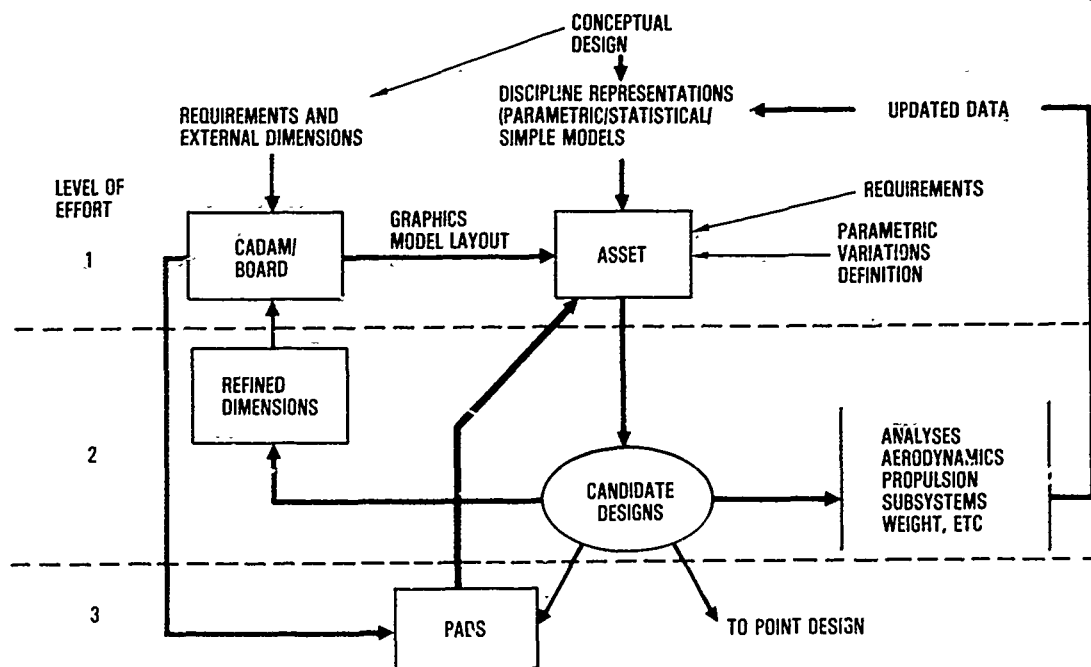 CONCEPTUAL
DESIGN
REQUIREMENTS AND
EXTERNAL DIMENSIONS
DISCIPLINE REPRESENTATIONS
(PARAMETRIC/STATISTICAL/
SIMPLE MODELS
UPDATED DATA
LEVEL OF
EFFORT
1
CADAM/
BOARD
GRAPHICS
MODEL LAYOUT
ASSET
REQUIREMENTS
PARAMETRIC
VARIATIONS
DEFINITION
REFINED
DIMENSIONS
2
CANDIDATE
DESIGNS
ANALYSES
AERODYNAMICS
PROPULSION
SUBSYSTEMS
WEIGHT, ETC
3
PADS
TO POINT DESIGN